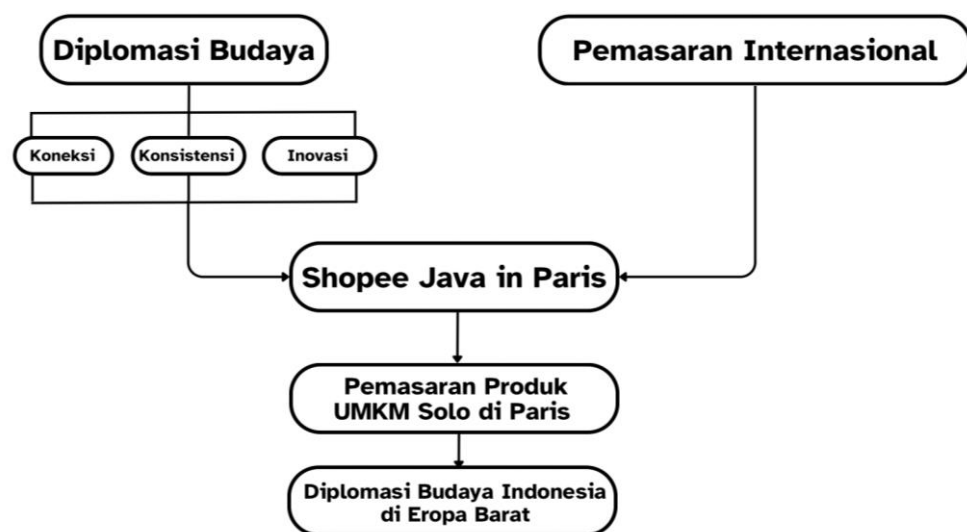 Diplomasi Budaya
Pemasaran Internasional
Koneksi
Konsistensi
Inovasi
Shopee Java in Paris
Pemasaran Produk
UMKM Solo di Paris
Diplomasi Budaya Indonesia
di Eropa Barat